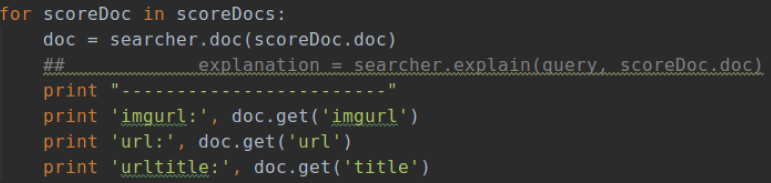 for scoreDoc in scoreDocs:
    doc = searcher.doc(scoreDoc.doc)
    ##            explanation = searcher.explain(query, scoreDoc.doc)
    print "------------------------"
    print 'imgurl:', doc.get('imgurl')
    print 'url:', doc.get('url')
    print 'urltitle:', doc.get('title')